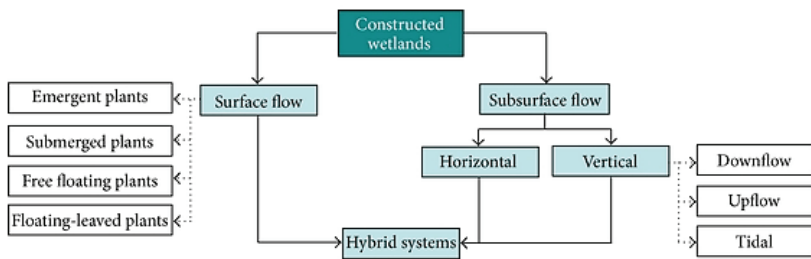 Constructed
wetlands
Emergent plants
Surface flow
Subsurface flow
Submerged plants
Horizontal
Vertical
Downflow
Free floating plants
Upflow
Floating-leaved plants
Hybrid systems
Tidal